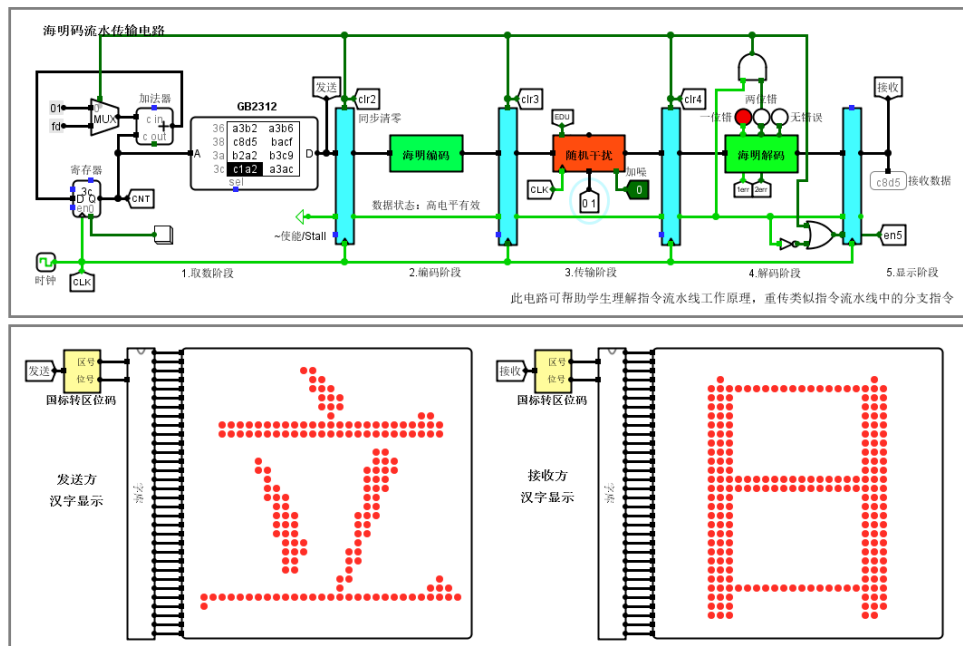 海明码流水传输电路
01
fd
0
MUX
加法器
c in
+
c out
GB2312
A
36 a3b2 a3b6
38 c8d5 bacf
3a b2a2 b3c9
3c c1a2 a3ac
D
sel
发送
clr2
同步清零
海明编码
clr3
EDU
随机干扰
CLK
加噪
0
0 1
clr4
两位错
一位错
无错误
海明解码
1err
2err
接收
c8d5
接收数据
寄存器
3c
D Q
en0
CNT
数据状态：高电平有效
~使能/Stall
en5
时钟
CLK
1.取数阶段
2.编码阶段
3.传输阶段
4.解码阶段
5.显示阶段
此电路可帮助学生理解指令流水线工作原理，重传类似指令流水线中的分支指令
发送
区号
位号
国标转区位码
发送方
汉字显示
字库
立
接收
区号
位号
国标转区位码
接收方
汉字显示
字库
日